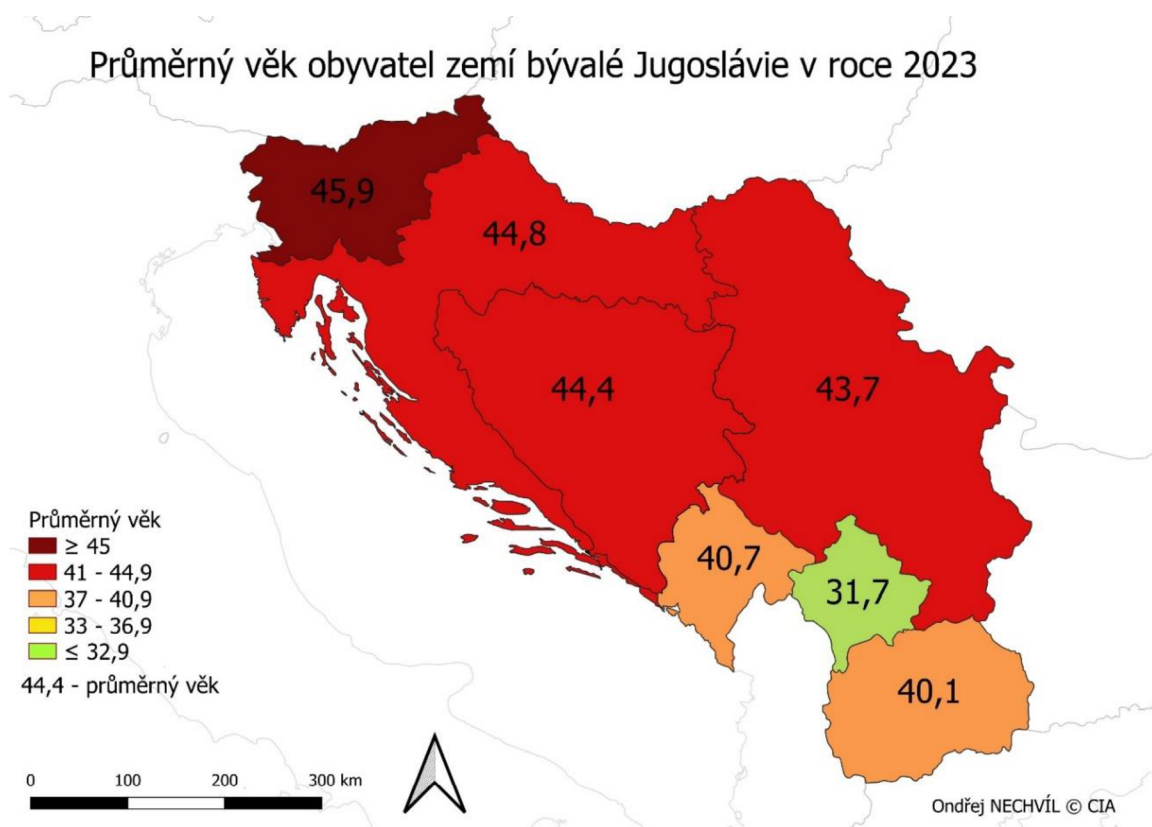 Průměrný věk obyvatel zemí bývalé Jugoslávie v roce 2023
45,9
44,8
44,4
43,7
40,7
31,7
40,1
Průměrný věk
≥ 45
41 - 44,9
37 - 40,9
33 - 36,9
≤ 32,9
44,4 - průměrný věk
0 100 200 300 km
Ondřej NECHVÍL © CIA